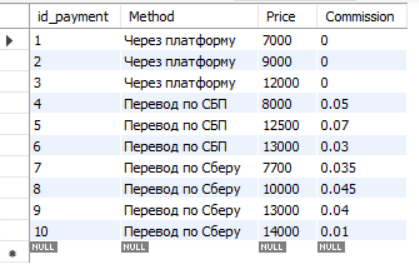 id_payment Method Price Commission
1 Через платформу 7000 0
2 Через платформу 9000 0
3 Через платформу 12000 0
4 Перевод по СБП 8000 0.05
5 Перевод по СБП 12500 0.07
6 Перевод по СБП 13000 0.03
7 Перевод по Сберу 7700 0.035
8 Перевод по Сберу 10000 0.045
9 Перевод по Сберу 13000 0.04
10 Перевод по Сберу 14000 0.01
NULL NULL NULL NULL